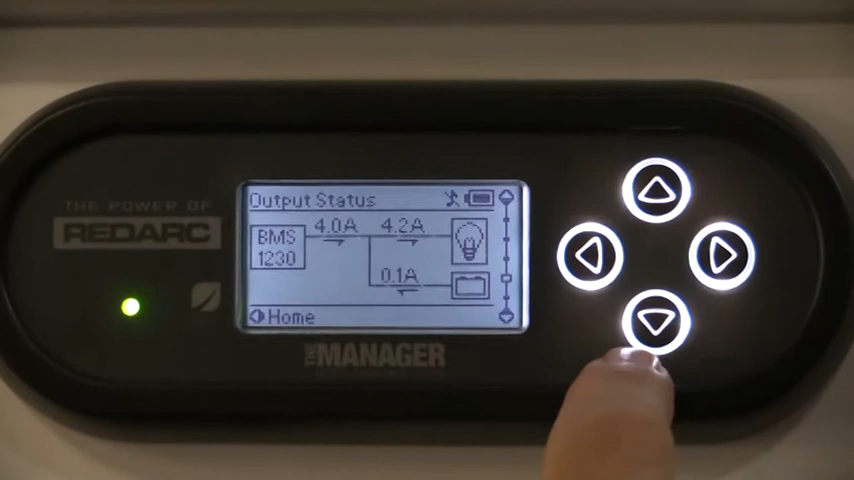 THE POWER OF
REDARC
Output Status
4.0A 4.2A
BMS
1230
0.1A
Home
THE MANAGER